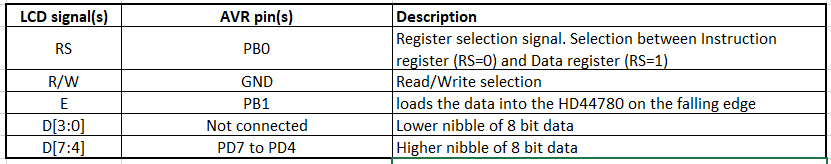 LCD signal(s) AVR pin(s) Description
RS PB0 Register selection signal. Selection between Instruction
register (RS=0) and Data register (RS=1)
R/W GND Read/Write selection
E PB1 loads the data into the HD44780 on the falling edge
D[3:0] Not connected Lower nibble of 8 bit data
D[7:4] PD7 to PD4 Higher nibble of 8 bit data